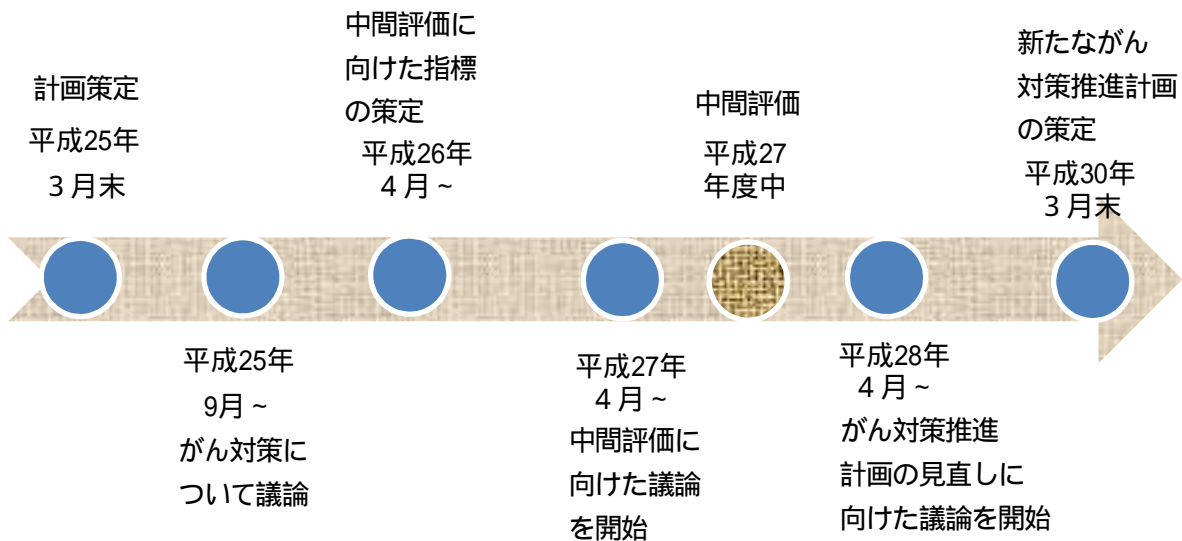 計画策定
平成25年
３月末
平成25年
9月～
がん対策に
ついて議論
中間評価に
向けた指標
の策定
平成26年
４月～
平成27年
４月～
中間評価に
向けた議論
を開始
中間評価
平成27
年度中
平成28年
４月～
がん対策推進
計画の見直しに
向けた議論を開始
新たながん
対策推進計画
の策定
平成30年
３月末